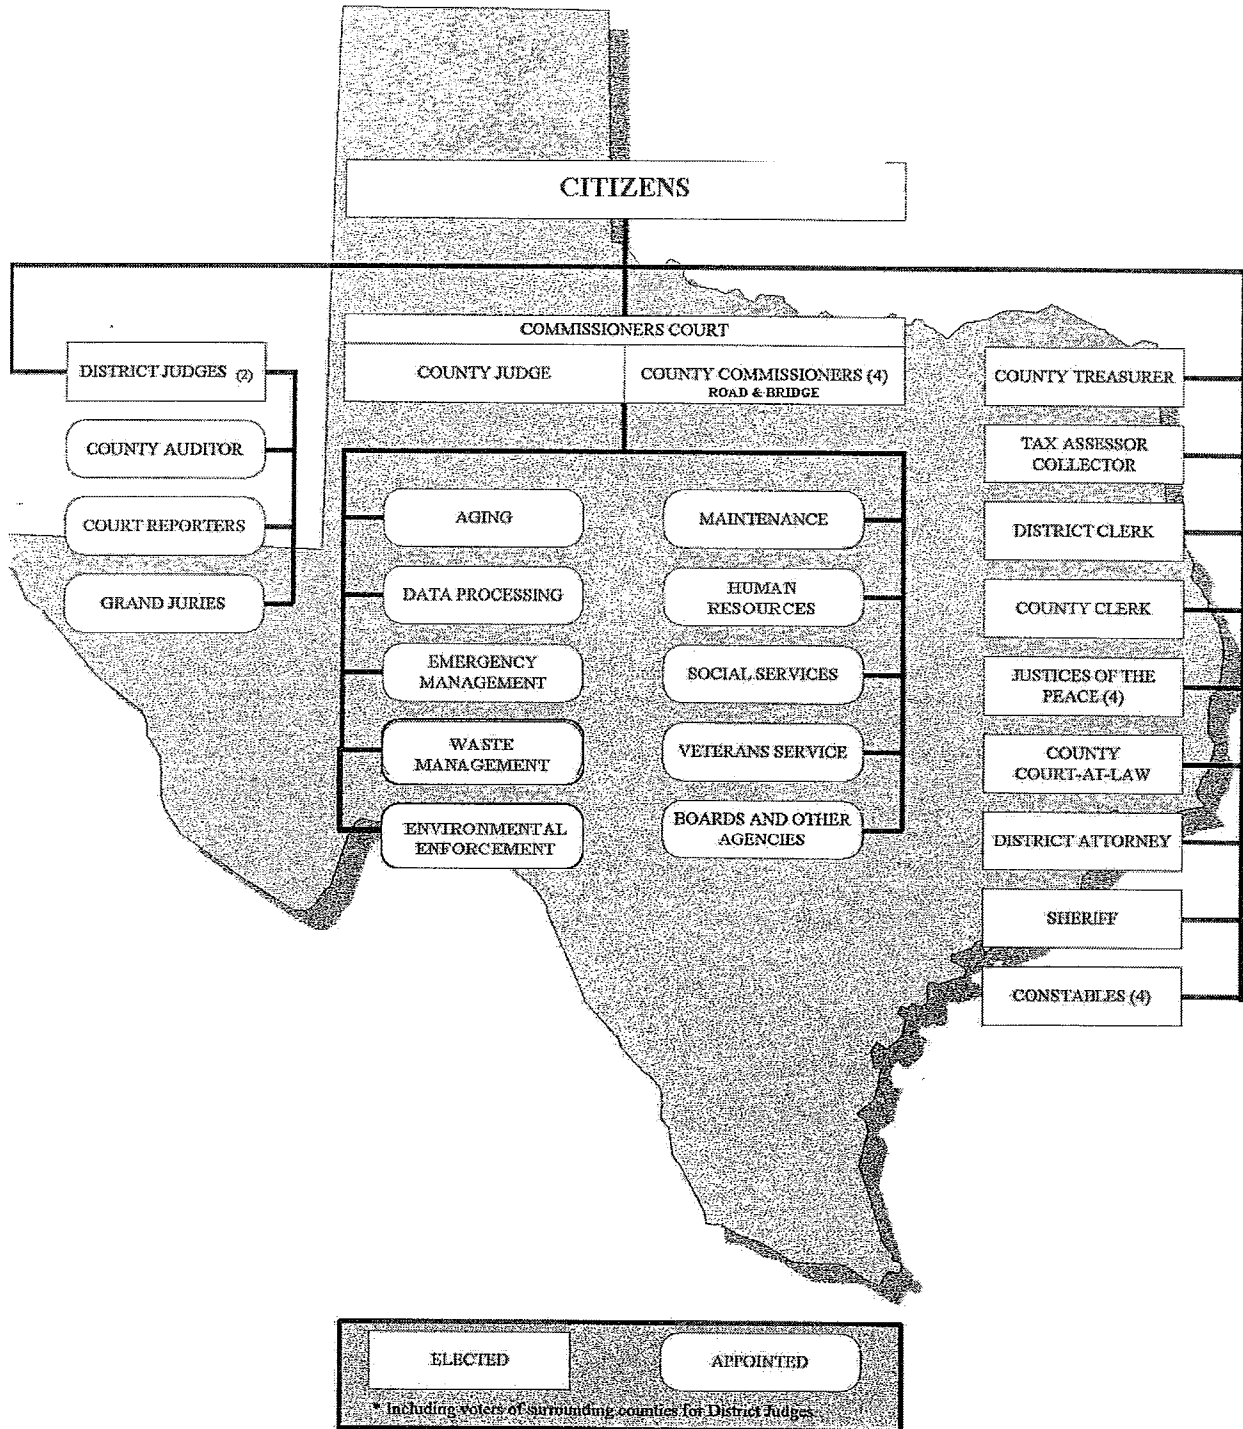 CITIZENS
COMMISSIONERS COURT
COUNTY JUDGE
COUNTY COMMISSIONERS (4)
ROAD & BRIDGE
DISTRICT JUDGES (2)
COUNTY AUDITOR
COURT REPORTERS
GRAND JURIES
AGING
DATA PROCESSING
EMERGENCY
MANAGEMENT
WASTE
MANAGEMENT
ENVIRONMENTAL
ENFORCEMENT
MAINTENANCE
HUMAN
RESOURCES
SOCIAL SERVICES
VETERANS SERVICE
BOARDS AND OTHER
AGENCIES
COUNTY TREASURER
TAX ASSESSOR
COLLECTOR
DISTRICT CLERK
COUNTY CLERK
JUSTICES OF THE
PEACE (4)
COUNTY
COURT-AT-LAW
DISTRICT ATTORNEY
SHERIFF
CONSTABLES (4)
ELECTED
APPOINTED
* Including voters of surrounding counties for District Judges